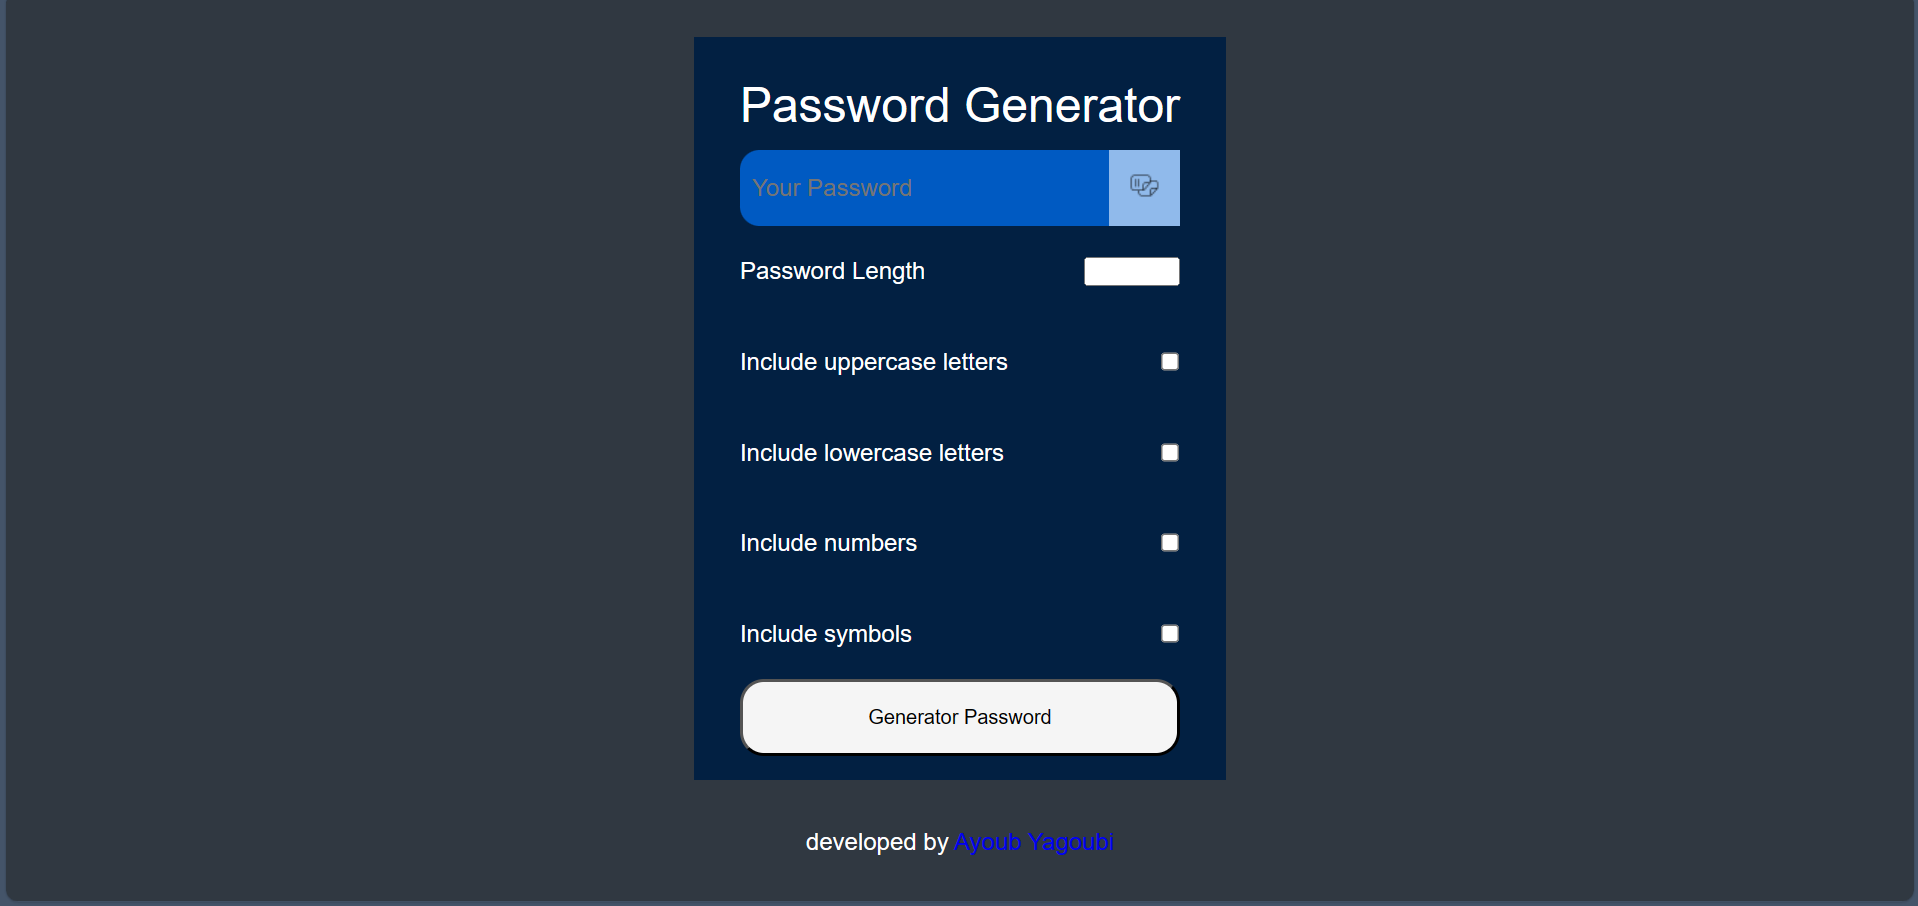 Password Generator
Your Password
Password Length
Include uppercase letters
Include lowercase letters
Include numbers
Include symbols
Generator Password
developed by Ayoub Yagoubi